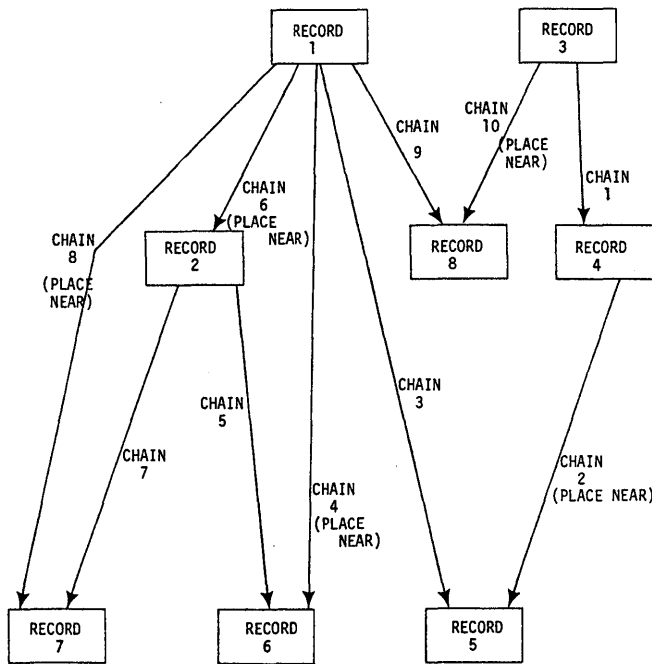 RECORD
1
RECORD
3
CHAIN
9
CHAIN
10
(PLACE
NEAR)
CHAIN
1
CHAIN
6
(PLACE
NEAR)
CHAIN
8
(PLACE
NEAR)
RECORD
2
RECORD
8
RECORD
4
CHAIN
5
CHAIN
3
CHAIN
7
CHAIN
4
(PLACE
NEAR)
CHAIN
2
(PLACE NEAR)
RECORD
7
RECORD
6
RECORD
5